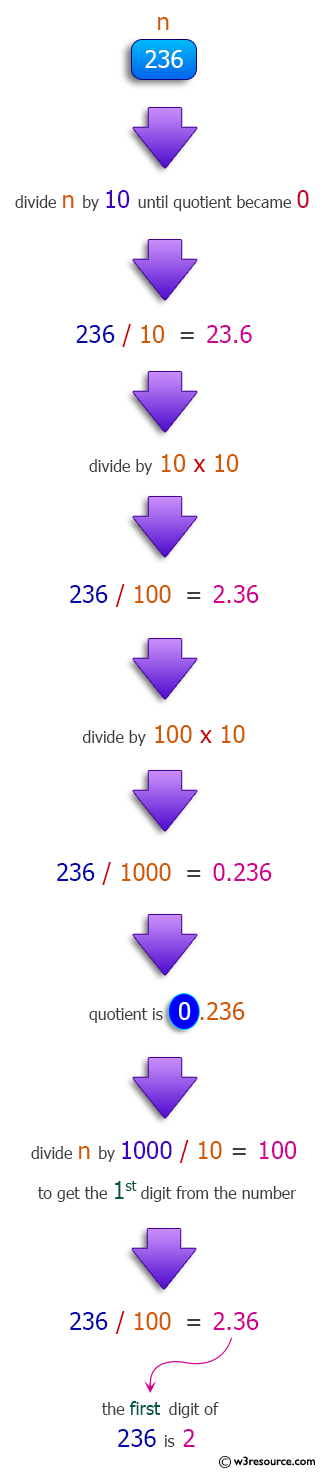 n
236
divide n by 10 until quotient became 0
236 / 10 = 23.6
divide by 10 x 10
236 / 100 = 2.36
divide by 100 x 10
236 / 1000 = 0.236
quotient is 0.236
divide n by 1000 / 10 = 100
to get the 1st digit from the number
236 / 100 = 2.36
the first digit of
236 is 2
© w3resource.com